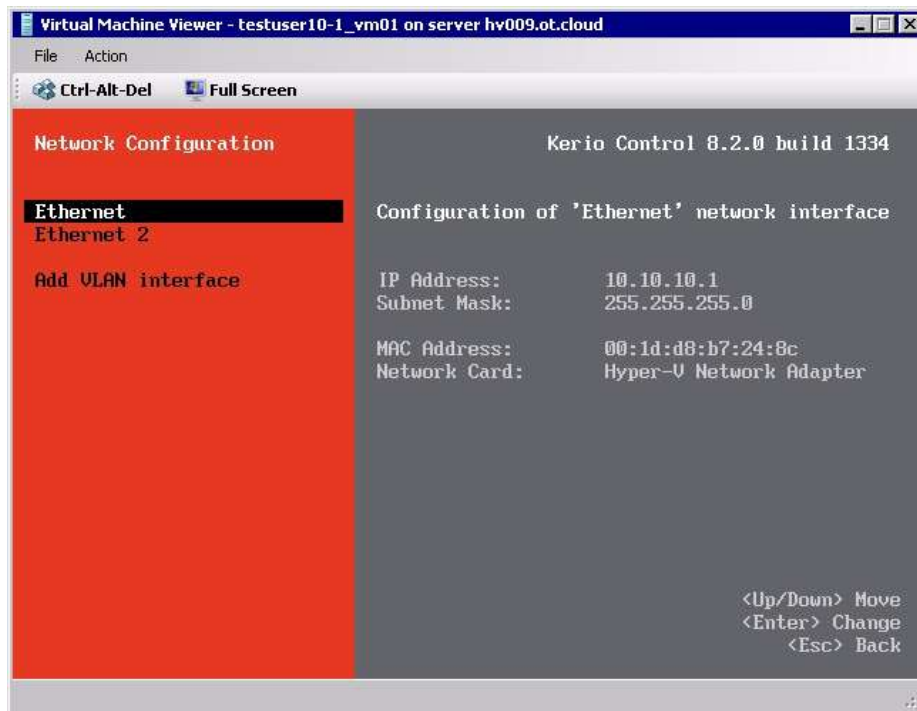 Virtual Machine Viewer - testuser10-1_vm01 on server hv009.ot.cloud
File Action
Ctrl-Alt-Del Full Screen
Network Configuration
Kerio Control 8.2.0 build 1334
Ethernet
Ethernet 2
Add VLAN interface
Configuration of 'Ethernet' network interface
IP Address: 10.10.10.1
Subnet Mask: 255.255.255.0
MAC Address: 00:1d:d8:b7:24:8c
Network Card: Hyper-V Network Adapter
<Up/Down> Move
<Enter> Change
<Esc> Back